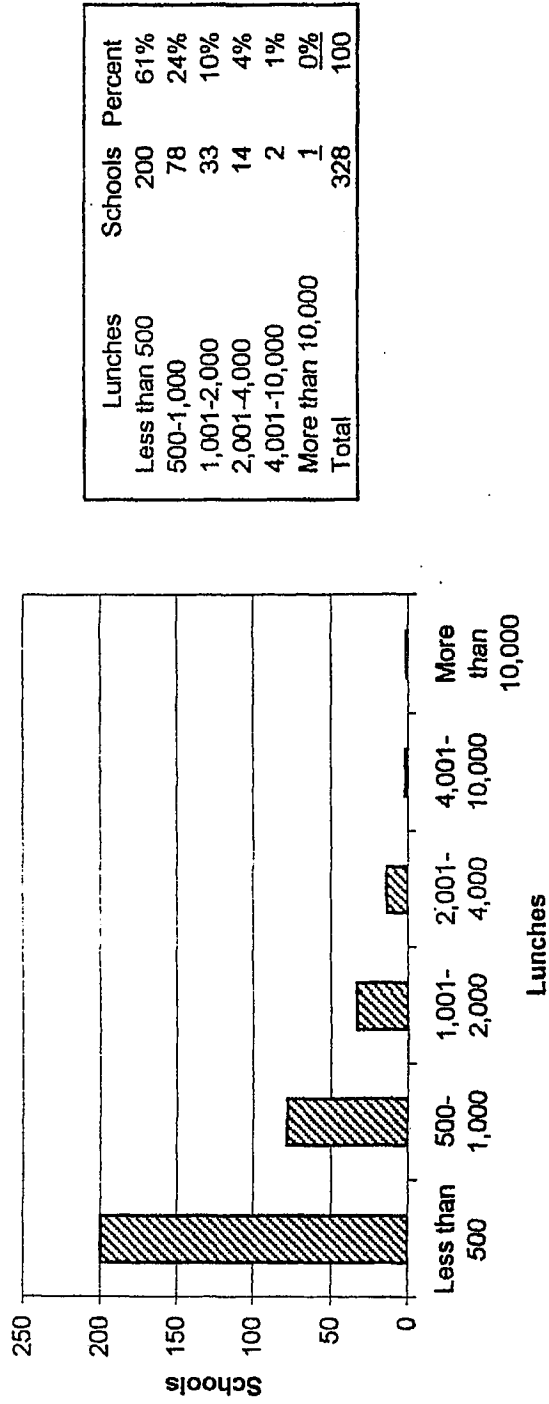 250
200
150
100
50
0
Schools
Less than
500
500-
1,000
1,001-
2,000
2,001-
4,000
4,001-
10,000
More
than
10,000
Lunches
Lunches Schools Percent
Less than 500 200 61%
500-1,000 78 24%
1,001-2,000 33 10%
2,001-4,000 14 4%
4,001-10,000 2 1%
More than 10,000 1 0%
Total 328 100